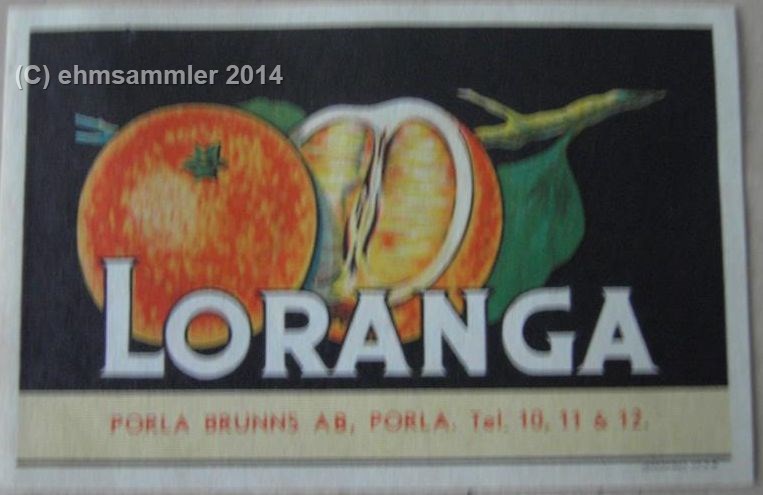 (C) ehmsammler 2014
LORANGA
PORLA BRUNNS AB, PORLA. Tel. 10, 11 & 12.